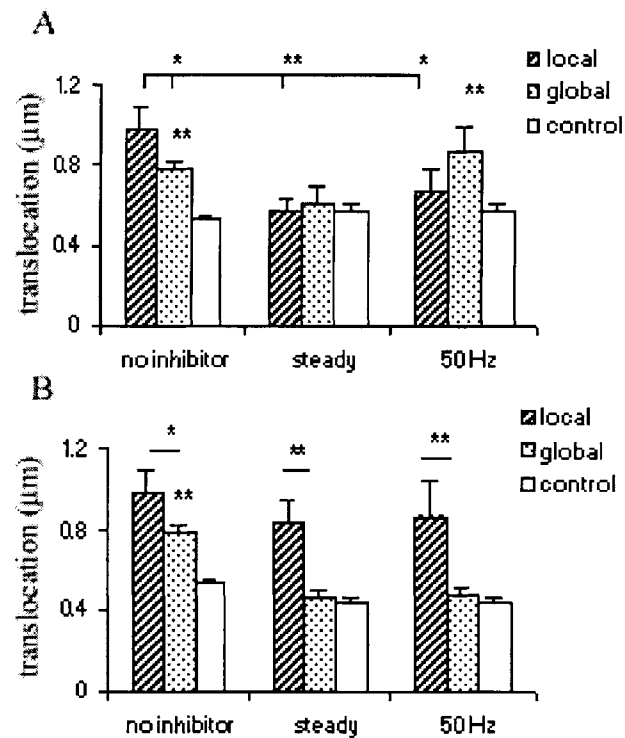 A
* ** *
local
global
control
**
**
translocation (μm)
1.2
0.8
0.4
0
no inhibitor steady 50 Hz
B
local
global
control
* ** **
**
translocation (μm)
1.2
0.8
0.4
0
no inhibitor steady 50 Hz